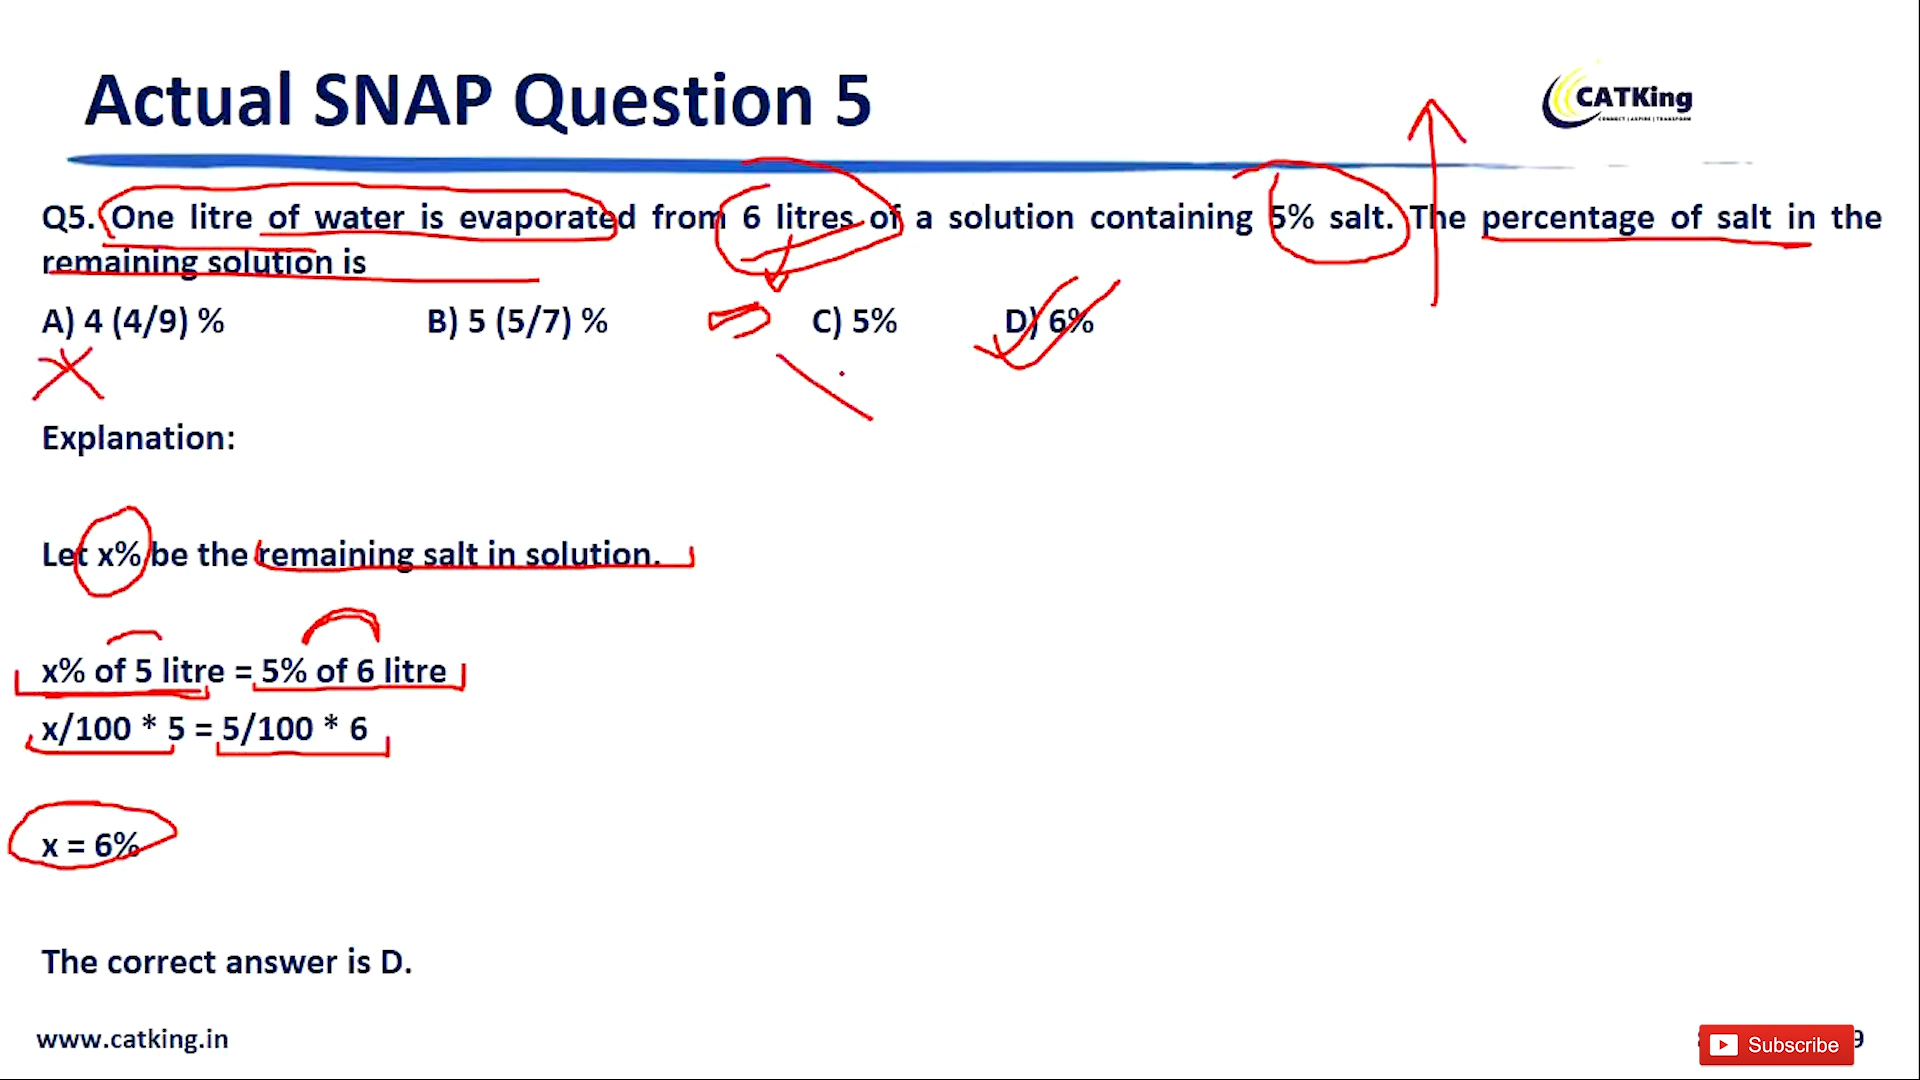 Actual SNAP Question 5
CATKing
CONNECT | ASPIRE | TRANSFORM
Q5. One litre of water is evaporated from 6 litres of a solution containing 5% salt. The percentage of salt in the
remaining solution is
A) 4 (4/9) % B) 5 (5/7) % C) 5% D) 6%
Explanation:
Let x% be the remaining salt in solution.
x% of 5 litre = 5% of 6 litre
x/100 * 5 = 5/100 * 6
x = 6%
The correct answer is D.
www.catking.in
Subscribe